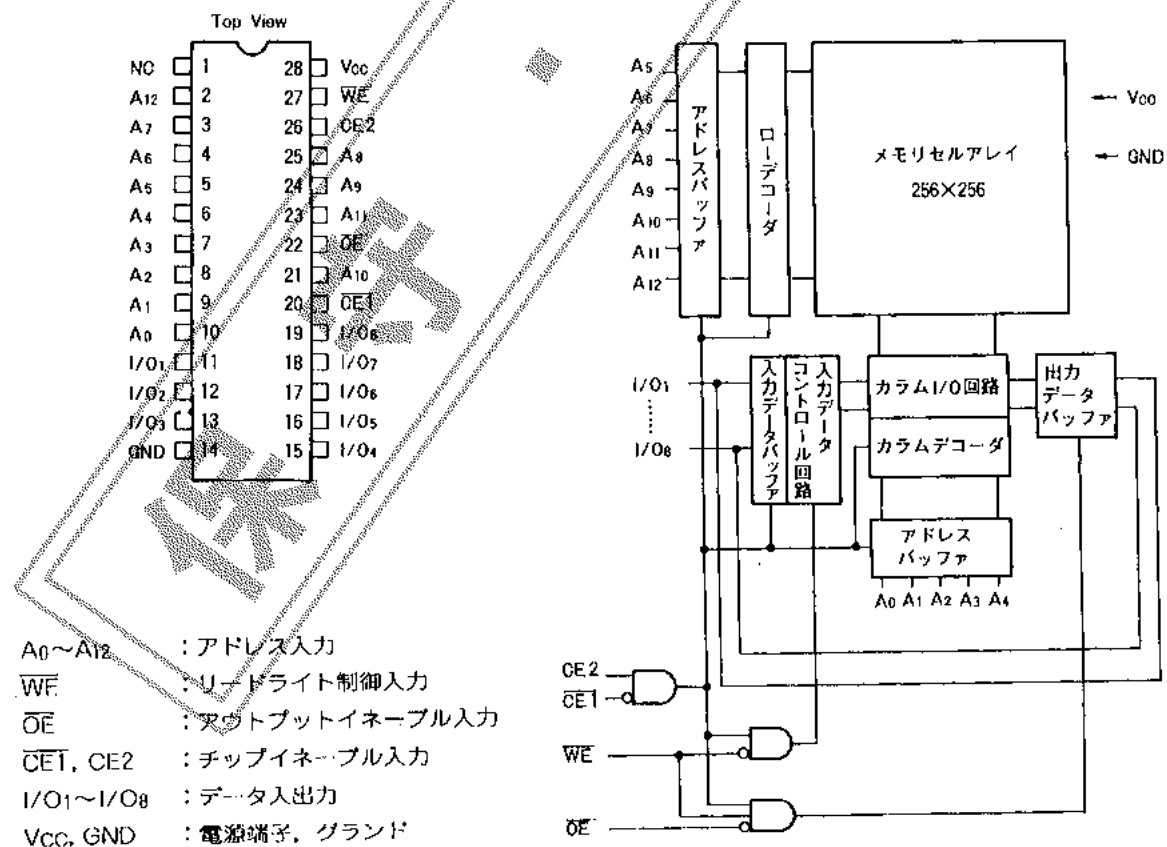 Top View
NC 1 28 VCC
A12 2 27 WE
A7 3 26 CE2
A6 4 25 A8
A5 5 24 A9
A4 6 23 A11
A3 7 22 OE
A2 8 21 A10
A1 9 20 CE1
A0 10 19 I/O8
I/O1 11 18 I/O7
I/O2 12 17 I/O6
I/O3 13 16 I/O5
GND 14 15 I/O4
A5
A6
A7
A8
A9
A10
A11
A12
アドレスバッファ
ローデコーダ
メモリセルアレイ
256×256
VCC
GND
I/O1
I/O8
入力データバッファ
入力データ
コントロール回路
カラムI/O回路
カラムデコーダ
出力
データ
バッファ
アドレス
バッファ
A0 A1 A2 A3 A4
CE2
CE1
WE
OE
A0~A12 :アドレス入力
WE :リードライト制御入力
OE :アウトプットイネーブル入力
CE1, CE2 :チップイネーブル入力
I/O1~I/O8 :データ入出力
VCC, GND :電源端子, グランド